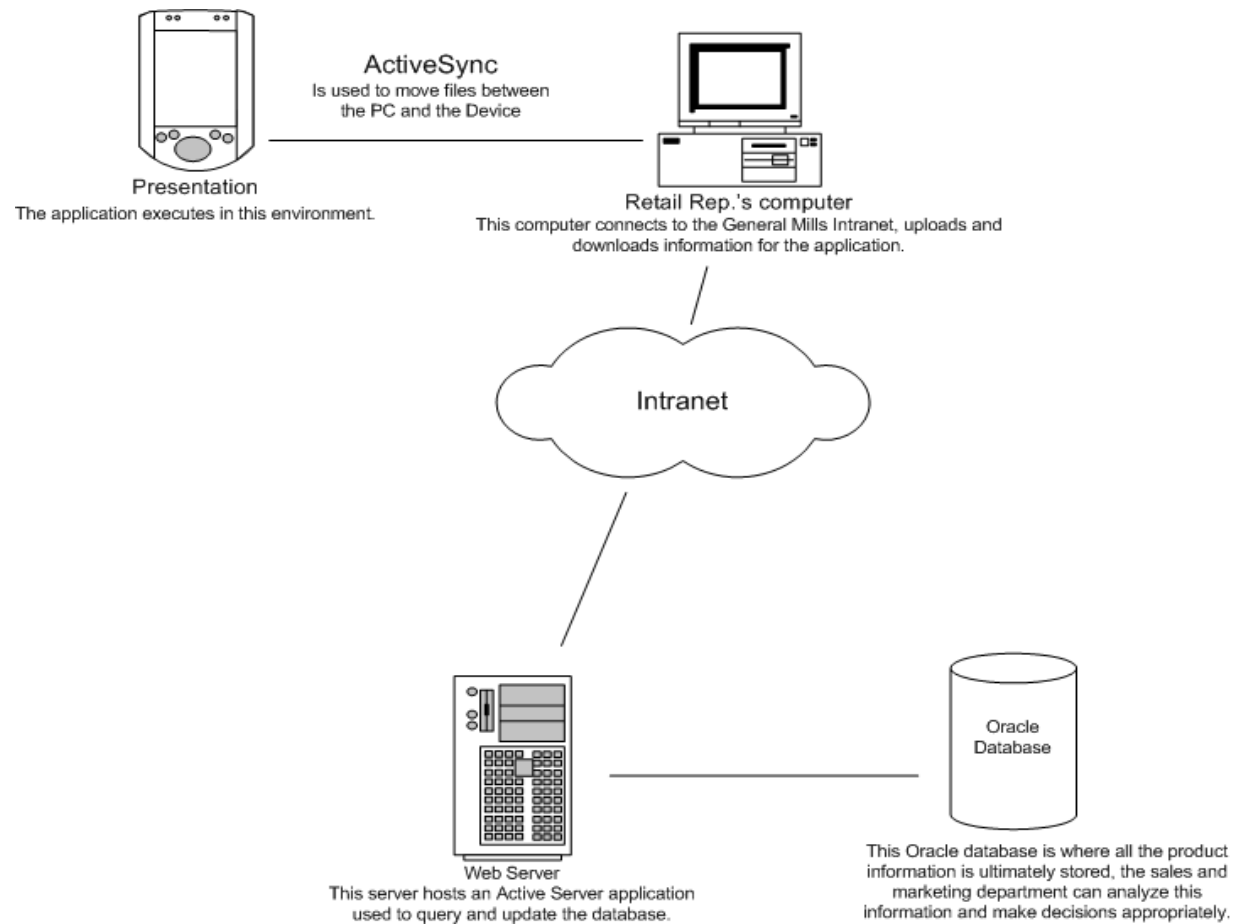 ActiveSync
Is used to move files between
the PC and the Device
Presentation
The application executes in this environment.
Retail Rep.'s computer
This computer connects to the General Mills Intranet, uploads and
downloads information for the application.
Intranet
Oracle
Database
Web Server
This server hosts an Active Server application
used to query and update the database.
This Oracle database is where all the product
information is ultimately stored, the sales and
marketing department can analyze this
information and make decisions appropriately.